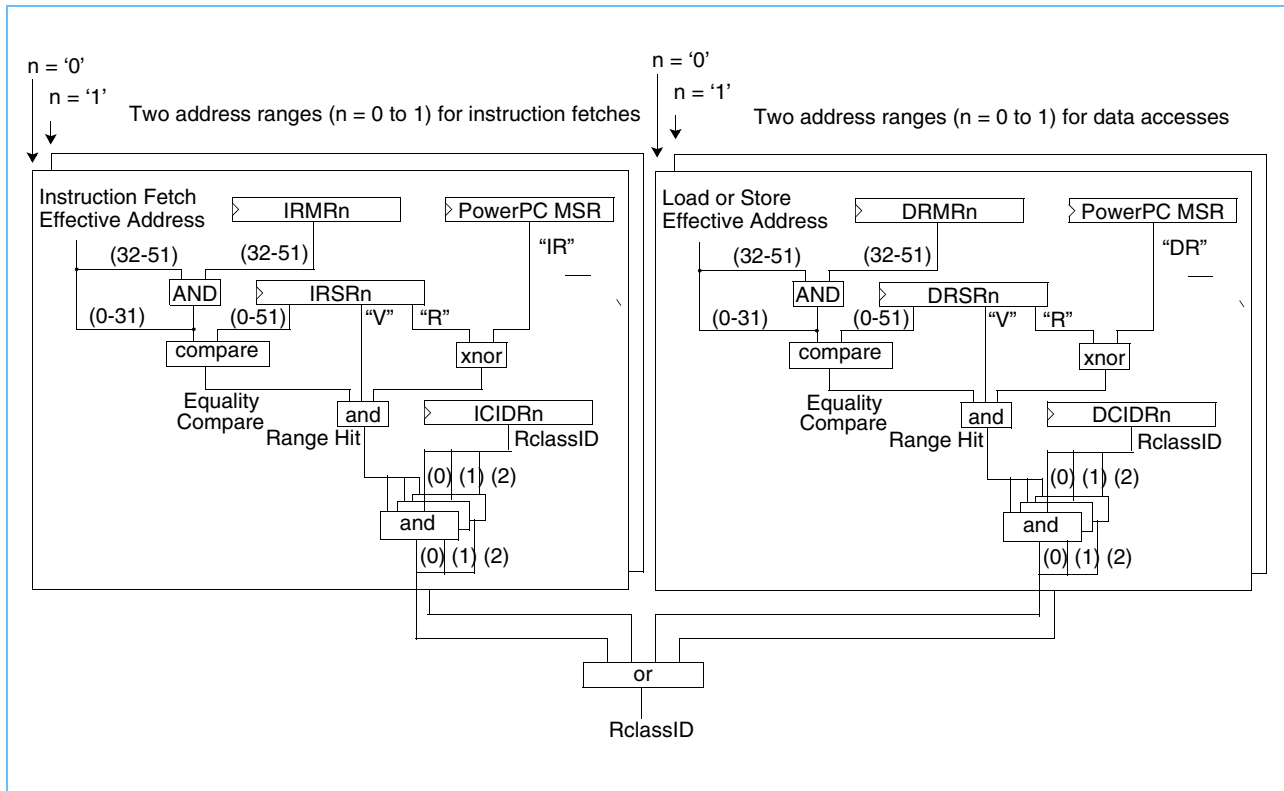 n = ‘0’
n = ‘1’
Two address ranges (n = 0 to 1) for instruction fetches
Instruction Fetch
Effective Address
IRMRn
PowerPC MSR
(32-51)
(32-51)
“IR”
AND
IRSRn
(0-31)
(0-51)
“V”
“R”
compare
xnor
Equality
Compare
and
ICIDRn
Range Hit
RclassID
(0) (1) (2)
and
(0) (1) (2)
n = ‘0’
n = ‘1’
Two address ranges (n = 0 to 1) for data accesses
Load or Store
Effective Address
DRMRn
PowerPC MSR
(32-51)
(32-51)
“DR”
AND
DRSRn
(0-31)
(0-51)
“V”
“R”
compare
xnor
Equality
Compare
and
DCIDRn
Range Hit
RclassID
(0) (1) (2)
and
(0) (1) (2)
or
RclassID